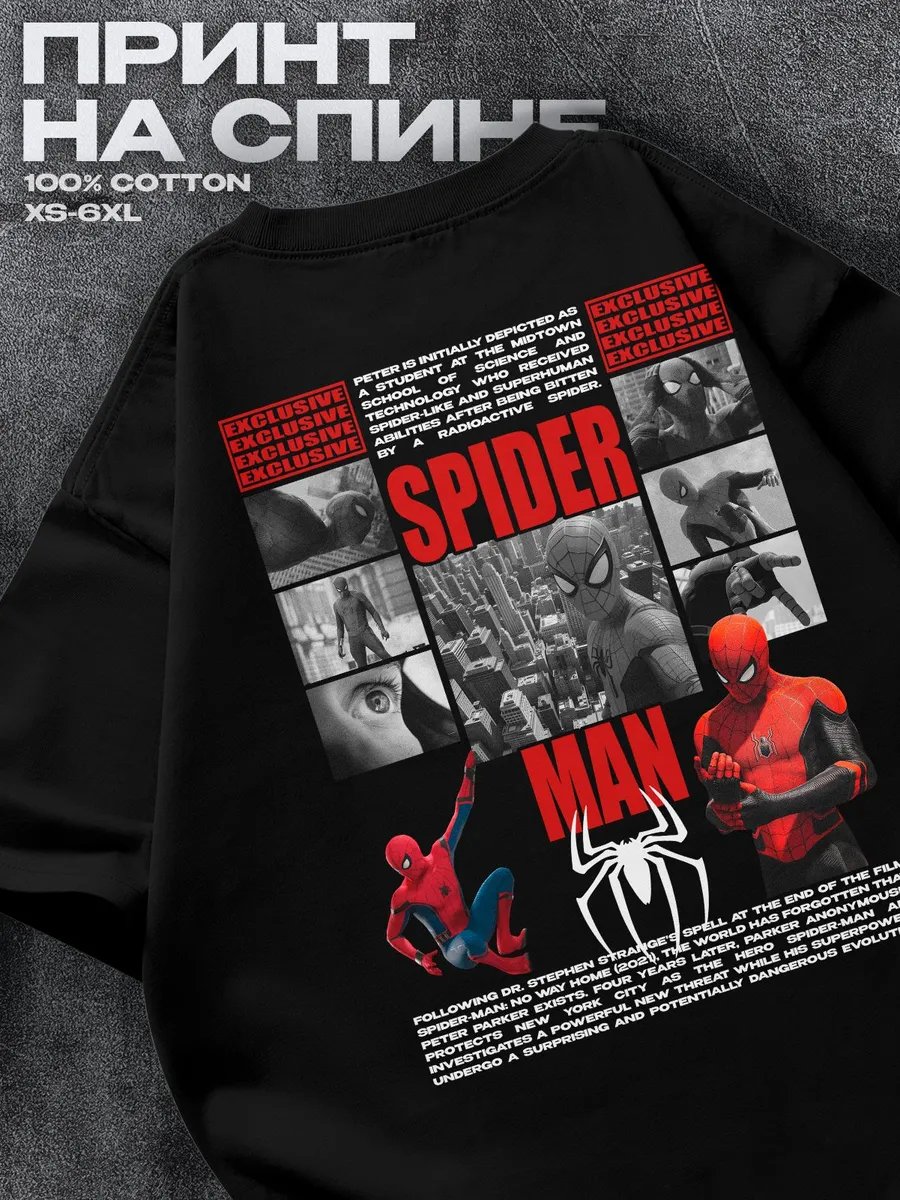 ПРИНТ
НА СПИНЕ
100% COTTON
XS-6XL
EXCLUSIVE
EXCLUSIVE
EXCLUSIVE
EXCLUSIVE
PETER IS INITIALLY DEPICTED AS
A STUDENT AT THE MIDTOWN
SCHOOL OF SCIENCE AND
TECHNOLOGY WHO RECEIVED
SPIDER-LIKE AND SUPERHUMAN
ABILITIES AFTER BEING BITTEN
BY A RADIOACTIVE SPIDER.
EXCLUSIVE
EXCLUSIVE
EXCLUSIVE
EXCLUSIVE
SPIDER
MAN
FOLLOWING DR. STEPHEN STRANGE'S SPELL AT THE END OF THE FILM
SPIDER-MAN: NO WAY HOME (2021), THE WORLD HAS FORGOTTEN THA
PETER PARKER EXISTS. FOUR YEARS LATER, PARKER ANONYMOUS
PROTECTS NEW YORK CITY AS THE HERO SPIDER-MAN A
INVESTIGATES A POWERFUL NEW THREAT WHILE HIS SUPERPOWE
UNDERGO A SURPRISING AND POTENTIALLY DANGEROUS EVOLUT